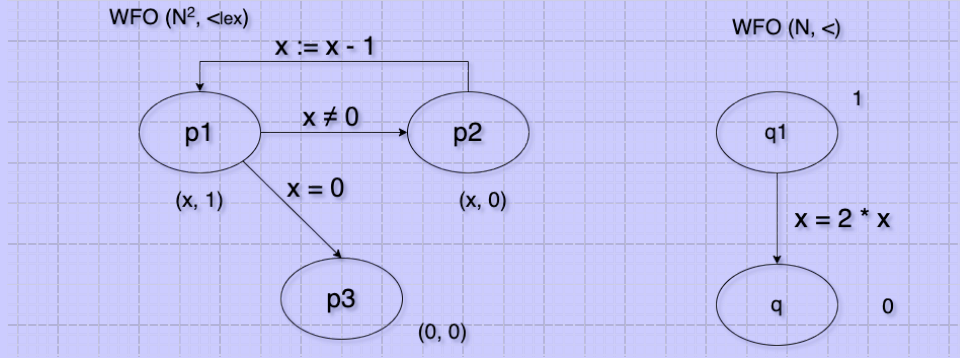 WFO (N², <lex)
x := x - 1
p1
x ≠ 0
p2
(x, 1)
x = 0
(x, 0)
p3
(0, 0)
WFO (N, <)
1
q1
x = 2 * x
q
0